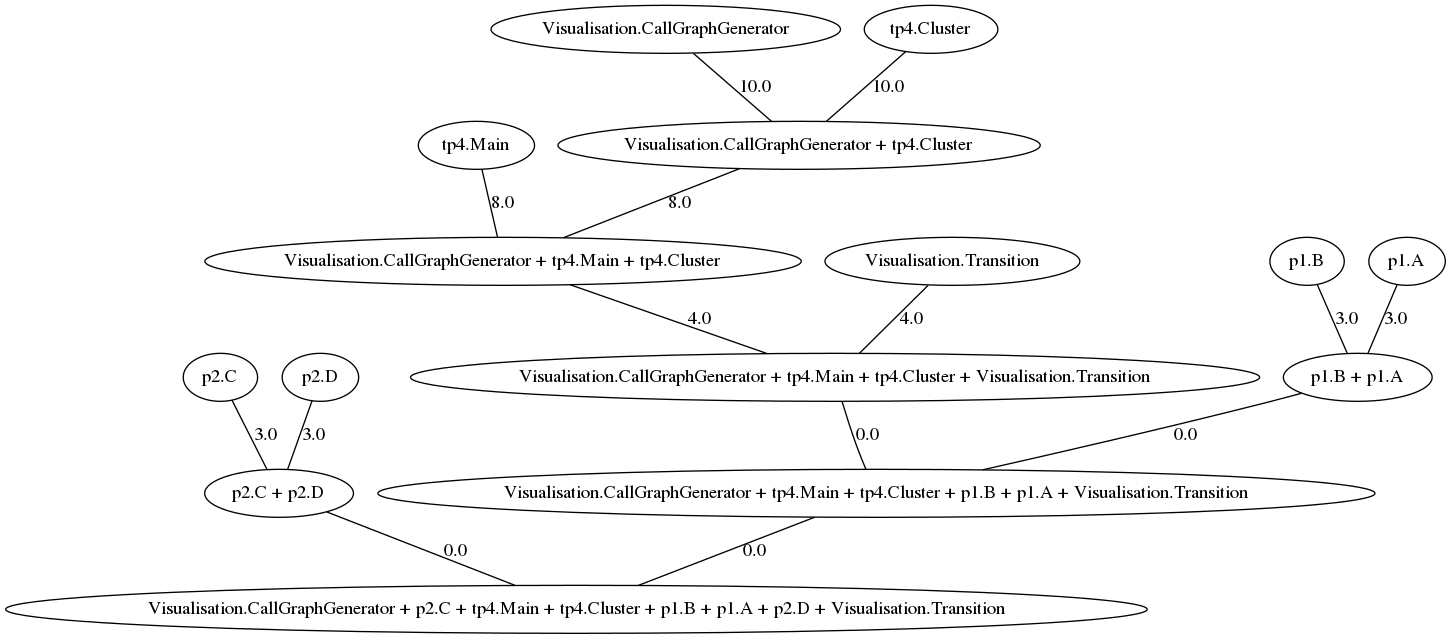 Visualisation.CallGraphGenerator
tp4.Cluster
10.0
10.0
tp4.Main
Visualisation.CallGraphGenerator + tp4.Cluster
8.0
8.0
Visualisation.CallGraphGenerator + tp4.Main + tp4.Cluster
Visualisation.Transition
p1.B
p1.A
4.0
4.0
3.0
3.0
p2.C
p2.D
Visualisation.CallGraphGenerator + tp4.Main + tp4.Cluster + Visualisation.Transition
p1.B + p1.A
3.0
3.0
0.0
0.0
p2.C + p2.D
Visualisation.CallGraphGenerator + tp4.Main + tp4.Cluster + p1.B + p1.A + Visualisation.Transition
0.0
0.0
Visualisation.CallGraphGenerator + p2.C + tp4.Main + tp4.Cluster + p1.B + p1.A + p2.D + Visualisation.Transition